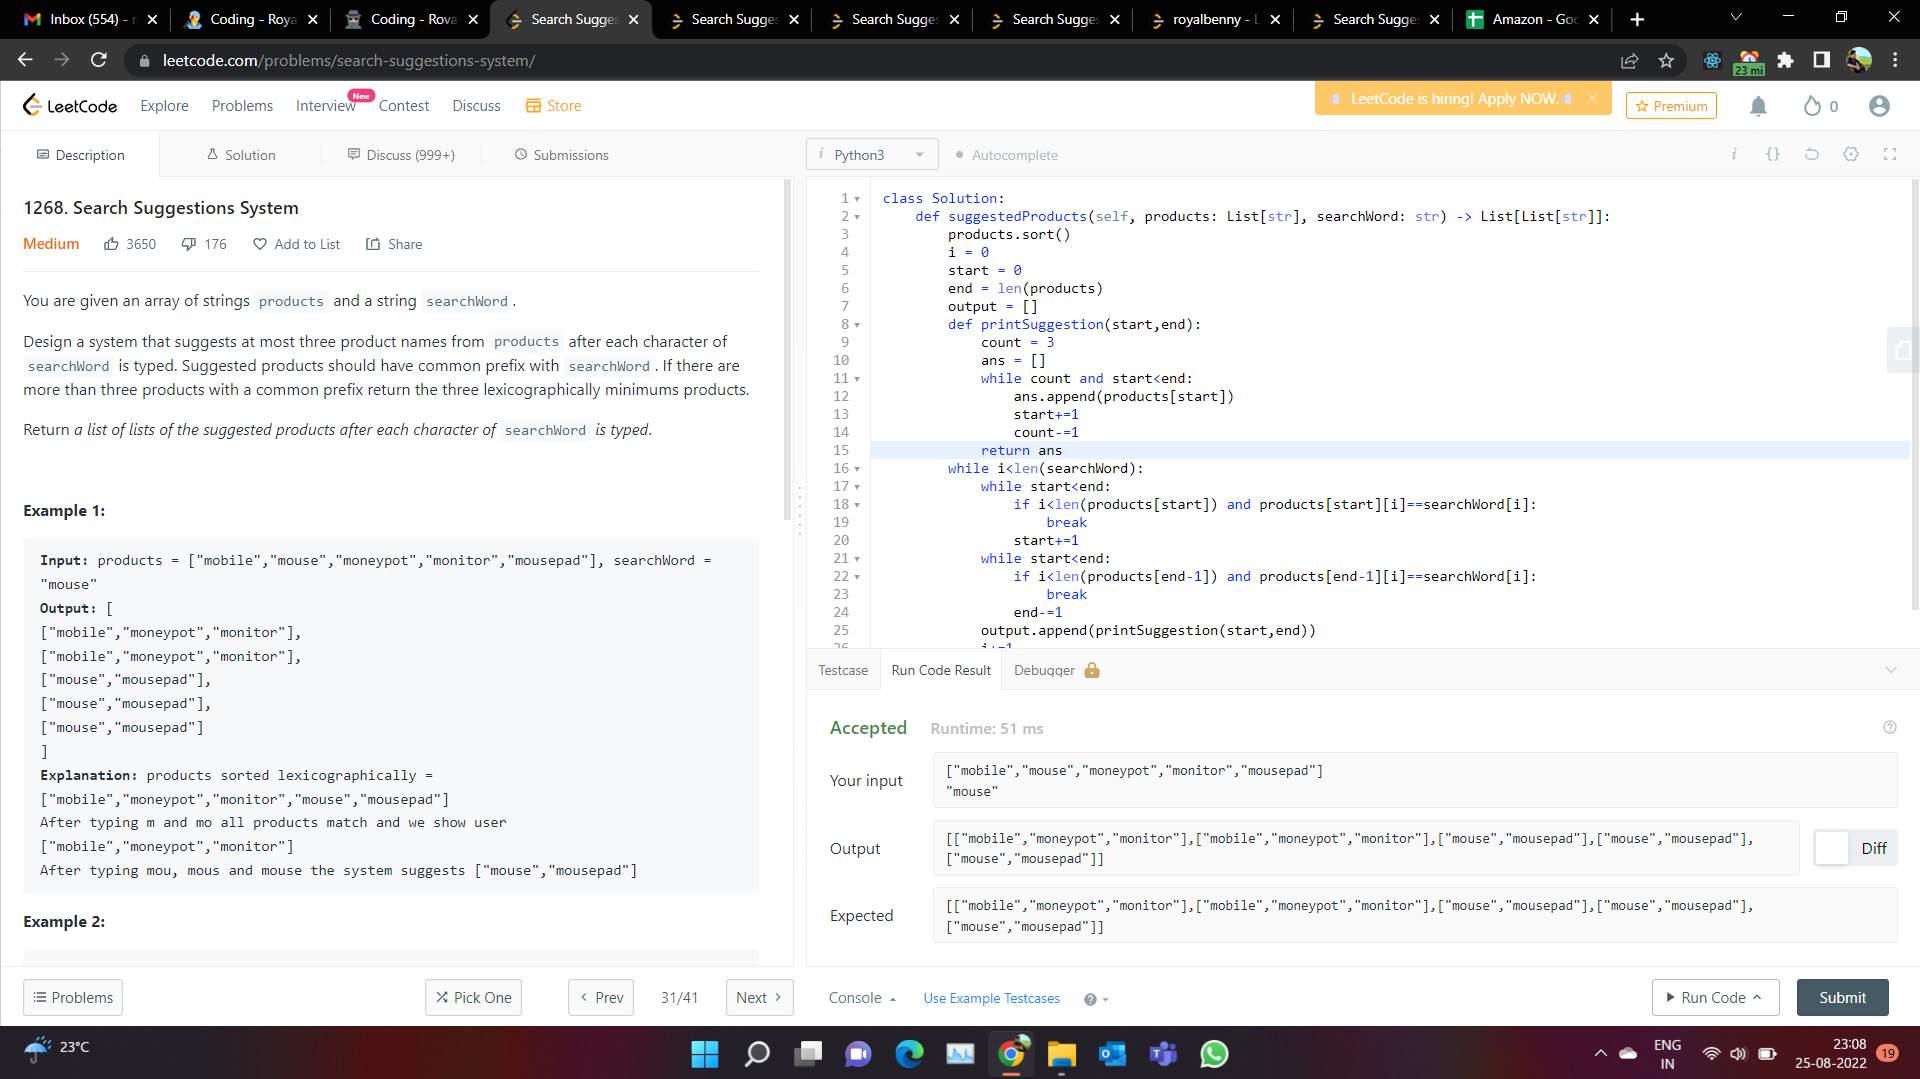 Inbox (554) - r
Coding - Roya
Coding - Rova
Search Sugges
Search Sugges
Search Sugges
Search Sugges
royalbenny - L
Search Sugge
Amazon - Goo
leetcode.com/problems/search-suggestions-system/
23 mi
LeetCode
Explore
Problems
Interview
New
Contest
Discuss
Store
LeetCode is hiring! Apply NOW.
Premium
0
Description
Solution
Discuss (999+)
Submissions
Python3
Autocomplete
1268. Search Suggestions System
Medium
3650
176
Add to List
Share
You are given an array of strings products and a string searchWord.
Design a system that suggests at most three product names from products after each character of
searchWord is typed. Suggested products should have common prefix with searchWord. If there are
more than three products with a common prefix return the three lexicographically minimums products.
Return a list of lists of the suggested products after each character of searchWord is typed.
Example 1:
Input: products = ["mobile","mouse","moneypot","monitor","mousepad"], searchWord =
"mouse"
Output: [
["mobile","moneypot","monitor"],
["mobile","moneypot","monitor"],
["mouse","mousepad"],
["mouse","mousepad"],
["mouse","mousepad"]
]
Explanation: products sorted lexicographically =
["mobile","moneypot","monitor","mouse","mousepad"]
After typing m and mo all products match and we show user
["mobile","moneypot","monitor"]
After typing mou, mous and mouse the system suggests ["mouse","mousepad"]
Example 2:
1 class Solution:
2 def suggestedProducts(self, products: List[str], searchWord: str) -> List[List[str]]:
3 products.sort()
4 i = 0
5 start = 0
6 end = len(products)
7 output = []
8 def printSuggestion(start,end):
9 count = 3
10 ans = []
11 while count and start<end:
12 ans.append(products[start])
13 start+=1
14 count-=1
15 return ans
16 while i<len(searchWord):
17 while start<end:
18 if i<len(products[start]) and products[start][i]==searchWord[i]:
19 break
20 start+=1
21 while start<end:
22 if i<len(products[end-1]) and products[end-1][i]==searchWord[i]:
23 break
24 end-=1
25 output.append(printSuggestion(start,end))
26 i+=1
Testcase
Run Code Result
Debugger
Accepted
Runtime: 51 ms
Your input
["mobile","mouse","moneypot","monitor","mousepad"]
"mouse"
Output
[["mobile","moneypot","monitor"],["mobile","moneypot","monitor"],["mouse","mousepad"],["mouse","mousepad"],
["mouse","mousepad"]]
Diff
Expected
[["mobile","moneypot","monitor"],["mobile","moneypot","monitor"],["mouse","mousepad"],["mouse","mousepad"],
["mouse","mousepad"]]
Problems
Pick One
Prev
31/41
Next
Console
Use Example Testcases
Run Code
Submit
23°C
ENG
IN
23:08
25-08-2022
19